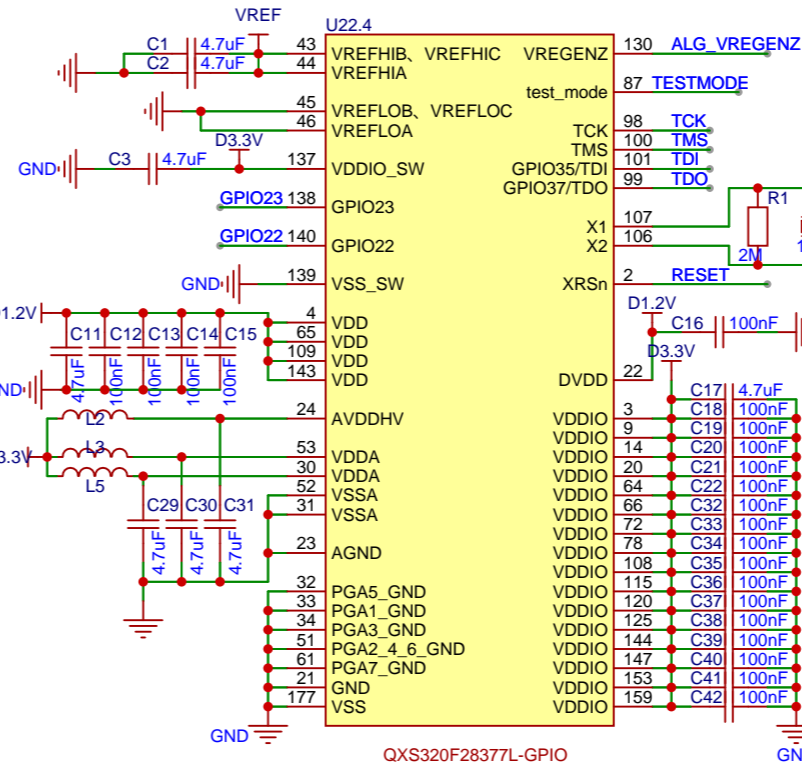 VREF
U22.4
C1 4.7uF 43 VREFHIB、VREFHIC VREGENZ 130 ALG_VREGENZ
C2 4.7uF 44 VREFHIA
test_mode 87 TESTMODE
45 VREFLOB、VREFLOC
46 VREFLOA TCK 98 TCK
D3.3V TMS 100 TMS
GND C3 4.7uF 137 VDDIO_SW GPIO35/TDI 101 TDI
GPIO37/TDO 99 TDO
GPIO23 138 GPIO23 R1
X1 107
GPIO22 140 GPIO22 X2 106
2M
GND 139 VSS_SW XRSn 2 RESET
D1.2V
1.2V 4 VDD C16 100nF
C11 C12 C13 C14 C15 65 VDD
109 VDD D3.3V
4.7uF 100nF 100nF 100nF 100nF 143 VDD DVDD 22
C17 4.7uF
L2 24 AVDDHV VDDIO 3 C18 100nF
VDDIO 9 C19 100nF
3.3V L3 53 VDDA VDDIO 14 C20 100nF
L5 30 VDDA VDDIO 20 C21 100nF
52 VSSA VDDIO 64 C22 100nF
C29 C30 C31 31 VSSA VDDIO 66 C32 100nF
VDDIO 72 C33 100nF
4.7uF 4.7uF 4.7uF 23 AGND VDDIO 78 C34 100nF
VDDIO 108 C35 100nF
32 PGA5_GND VDDIO 115 C36 100nF
33 PGA1_GND VDDIO 120 C37 100nF
34 PGA3_GND VDDIO 125 C38 100nF
51 PGA2_4_6_GND VDDIO 144 C39 100nF
61 PGA7_GND VDDIO 147 C40 100nF
21 GND VDDIO 153 C41 100nF
177 VSS VDDIO 159 C42 100nF
GND
QXS320F28377L-GPIO